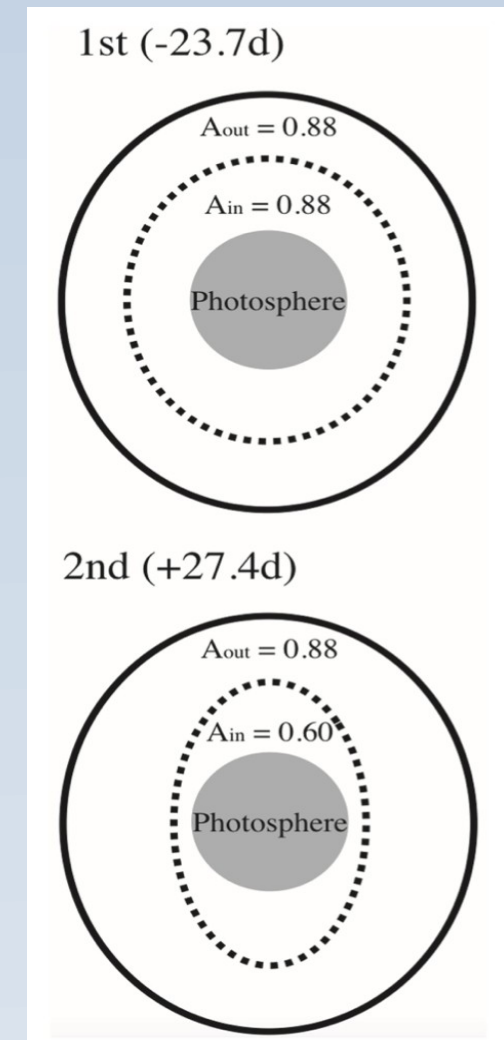 1st (-23.7d)
Aout = 0.88
Ain = 0.88
Photosphere
2nd (+27.4d)
Aout = 0.88
Ain = 0.60
Photosphere